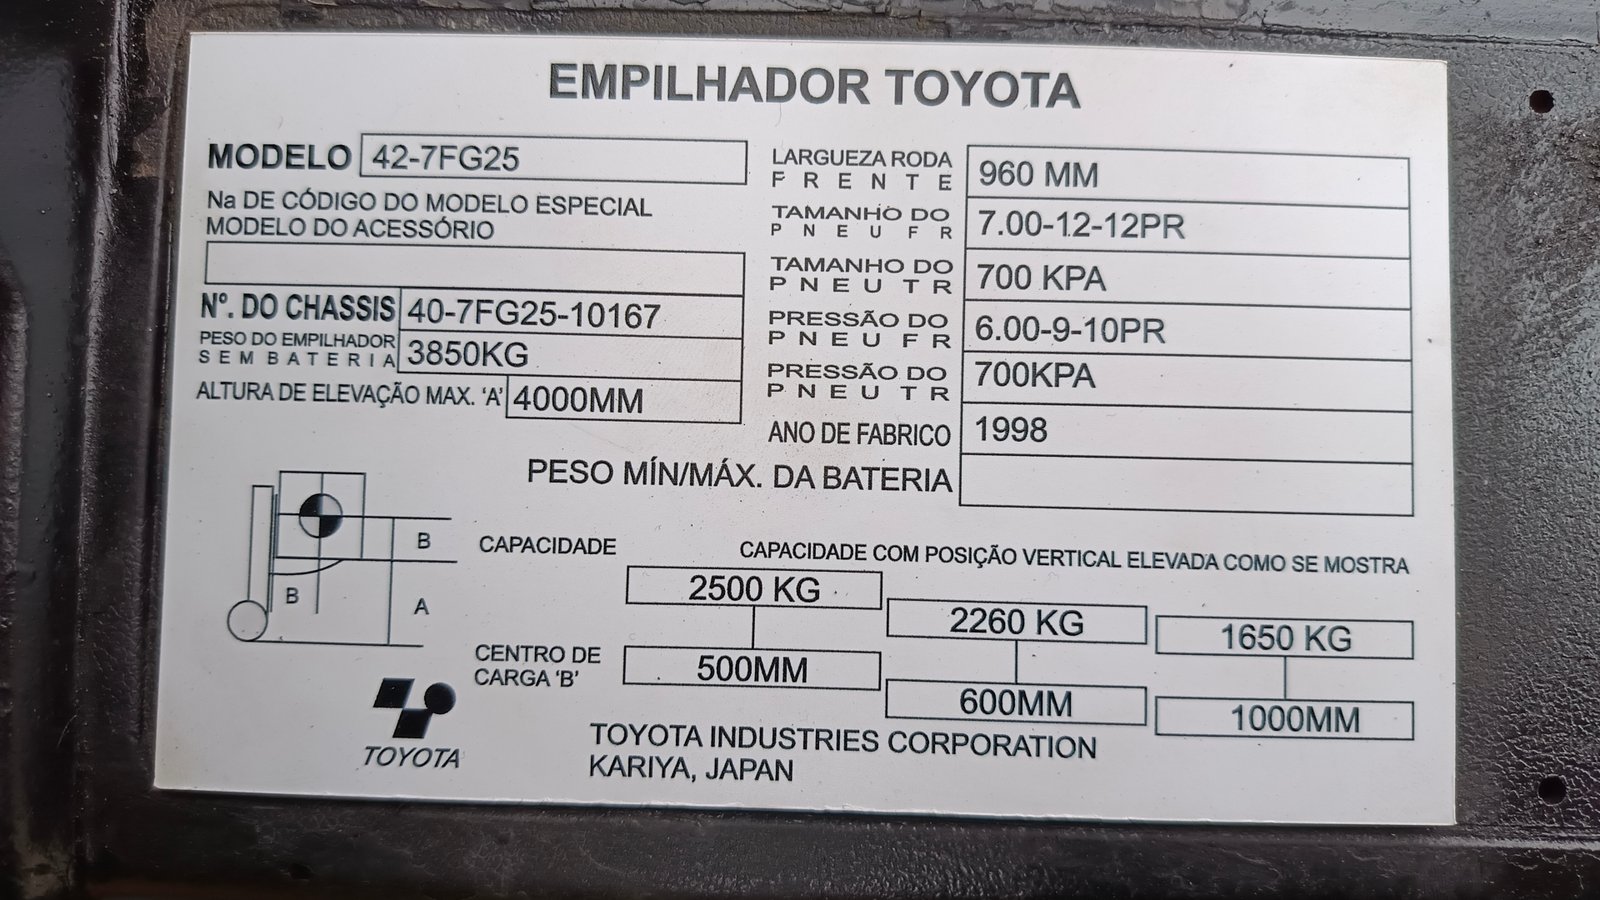 EMPILHADOR TOYOTA
MODELO 42-7FG25
Na DE CÓDIGO DO MODELO ESPECIAL
MODELO DO ACESSÓRIO
Nº. DO CHASSIS 40-7FG25-10167
PESO DO EMPILHADOR
SEM BATERIA 3850KG
ALTURA DE ELEVAÇÃO MAX. 'A' 4000MM
LARGUEZA RODA
FRENTE 960 MM
TAMANHO DO
PNEU FR 7.00-12-12PR
TAMANHO DO
PNEU TR 700 KPA
PRESSÃO DO
PNEU FR 6.00-9-10PR
PRESSÃO DO
PNEU TR 700KPA
ANO DE FABRICO 1998
PESO MÍN/MÁX. DA BATERIA
B
B
A
CAPACIDADE
CAPACIDADE COM POSIÇÃO VERTICAL ELEVADA COMO SE MOSTRA
2500 KG 2260 KG 1650 KG
CENTRO DE
CARGA 'B'
500MM 600MM 1000MM
TOYOTA
TOYOTA INDUSTRIES CORPORATION
KARIYA, JAPAN